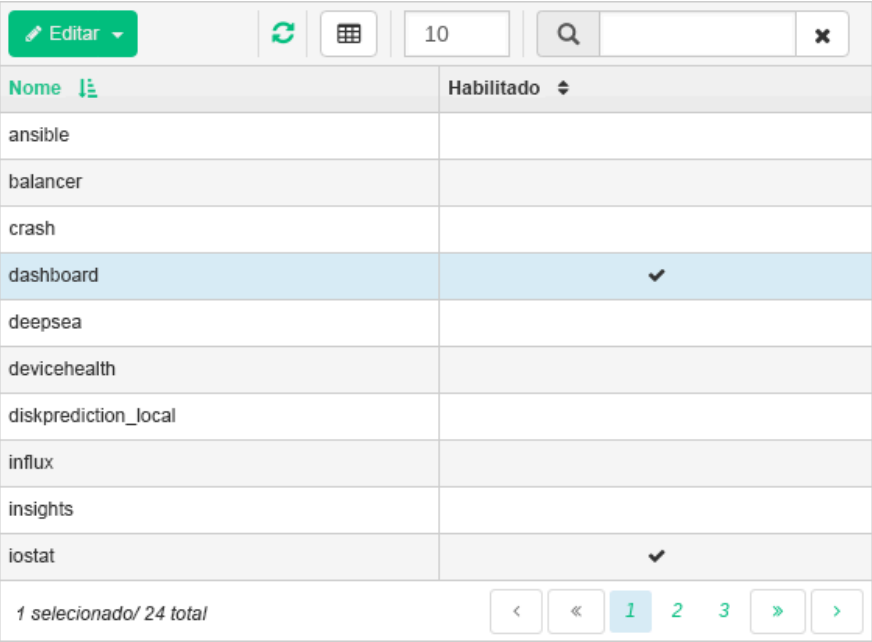 Editar
10
Nome
Habilitado
ansible
balancer
crash
dashboard
deepsea
devicehealth
diskprediction_local
influx
insights
iostat
1 selecionado/ 24 total
‹ « 1 2 3 » ›